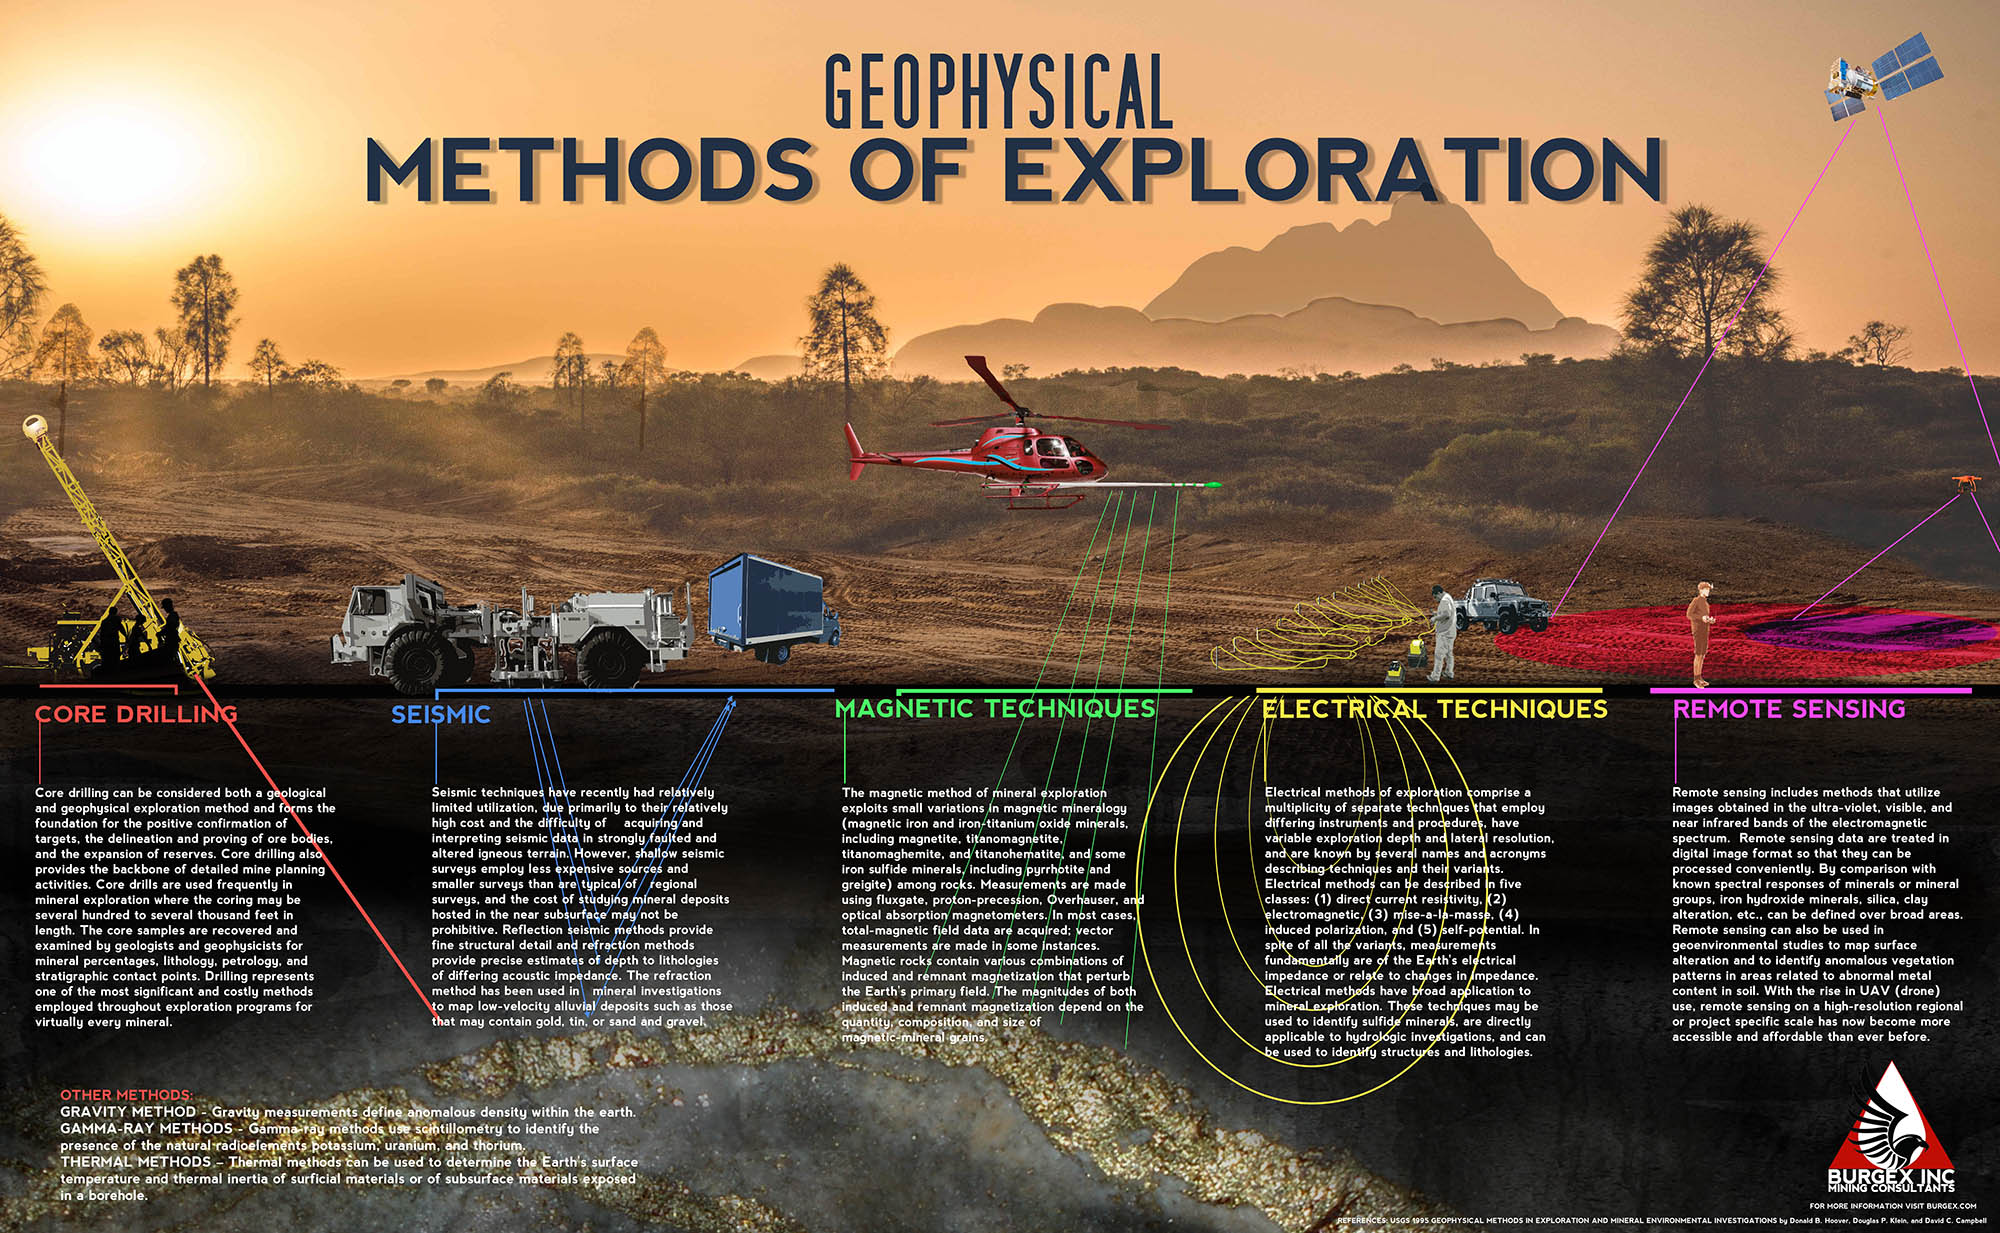 GEOPHYSICAL
METHODS OF EXPLORATION
CORE DRILLING
Core drilling can be considered both a geological
and geophysical exploration method and forms the
foundation for the positive confirmation of
targets, the delineation and proving of ore bodies,
and the expansion of reserves. Core drilling also
provides the backbone of detailed mine planning
activities. Core drills are used frequently in
mineral exploration where the coring may be
several hundred to several thousand feet in
length. The core samples are recovered and
examined by geologists and geophysicists for
mineral percentages, lithology, petrology, and
stratigraphic contact points. Drilling represents
one of the most significant and costly methods
employed throughout exploration programs for
virtually every mineral.
SEISMIC
Seismic techniques have recently had relatively
limited utilization, due primarily to their relatively
high cost and the difficulty of acquiring and
interpreting seismic data in strongly faulted and
altered igneous terrain. However, shallow seismic
surveys employ less expensive sources and
smaller surveys than are typical of regional
surveys, and the cost of studying mineral deposits
hosted in the near subsurface may not be
prohibitive. Reflection seismic methods provide
fine structural detail and refraction methods
provide precise estimates of depth to lithologies
of differing acoustic impedance. The refraction
method has been used in mineral investigations
to map low-velocity alluvial deposits such as those
that may contain gold, tin, or sand and gravel.
MAGNETIC TECHNIQUES
The magnetic method of mineral exploration
exploits small variations in magnetic mineralogy
(magnetic iron and iron-titanium oxide minerals,
including magnetite, titanomagnetite,
titanomaghemite, and titanohematite, and some
iron sulfide minerals, including pyrrhotite and
greigite) among rocks. Measurements are made
using fluxgate, proton-precession, Overhauser, and
optical absorption magnetometers. In most cases,
total-magnetic field data are acquired; vector
measurements are made in some instances.
Magnetic rocks contain various combinations of
induced and remnant magnetization that perturb
the Earth's primary field. The magnitudes of both
induced and remnant magnetization depend on the
quantity, composition, and size of
magnetic-mineral grains.
ELECTRICAL TECHNIQUES
Electrical methods of exploration comprise a
multiplicity of separate techniques that employ
differing instruments and procedures, have
variable exploration depth and lateral resolution,
and are known by several names and acronyms
describing techniques and their variants.
Electrical methods can be described in five
classes: (1) direct current resistivity, (2)
electromagnetic, (3) mise-a-la-masse, (4)
induced polarization, and (5) self-potential. In
spite of all the variants, measurements
fundamentally are of the Earth's electrical
impedance or relate to changes in impedance.
Electrical methods have broad application to
mineral exploration. These techniques may be
used to identify sulfide minerals, are directly
applicable to hydrologic investigations, and can
be used to identify structures and lithologies.
REMOTE SENSING
Remote sensing includes methods that utilize
images obtained in the ultra-violet, visible, and
near infrared bands of the electromagnetic
spectrum. Remote sensing data are treated in
digital image format so that they can be
processed conveniently. By comparison with
known spectral responses of minerals or mineral
groups, iron hydroxide minerals, silica, clay
alteration, etc., can be defined over broad areas.
Remote sensing can also be used in
geoenvironmental studies to map surface
alteration and to identify anomalous vegetation
patterns in areas related to abnormal metal
content in soil. With the rise in UAV (drone)
use, remote sensing on a high-resolution regional
or project specific scale has now become more
accessible and affordable than ever before.
OTHER METHODS:
GRAVITY METHOD - Gravity measurements define anomalous density within the earth.
GAMMA-RAY METHODS - Gamma-ray methods use scintillometry to identify the
presence of the natural radioelements potassium, uranium, and thorium.
THERMAL METHODS – Thermal methods can be used to determine the Earth's surface
temperature and thermal inertia of surficial materials or of subsurface materials exposed
in a borehole.
BURGEX INC
MINING CONSULTANTS
FOR MORE INFORMATION VISIT BURGEX.COM
REFERENCES: USGS 1995 GEOPHYSICAL METHODS IN EXPLORATION AND MINERAL ENVIRONMENTAL INVESTIGATIONS by Donald B. Hoover, Douglas P. Klein, and David C. Campbell